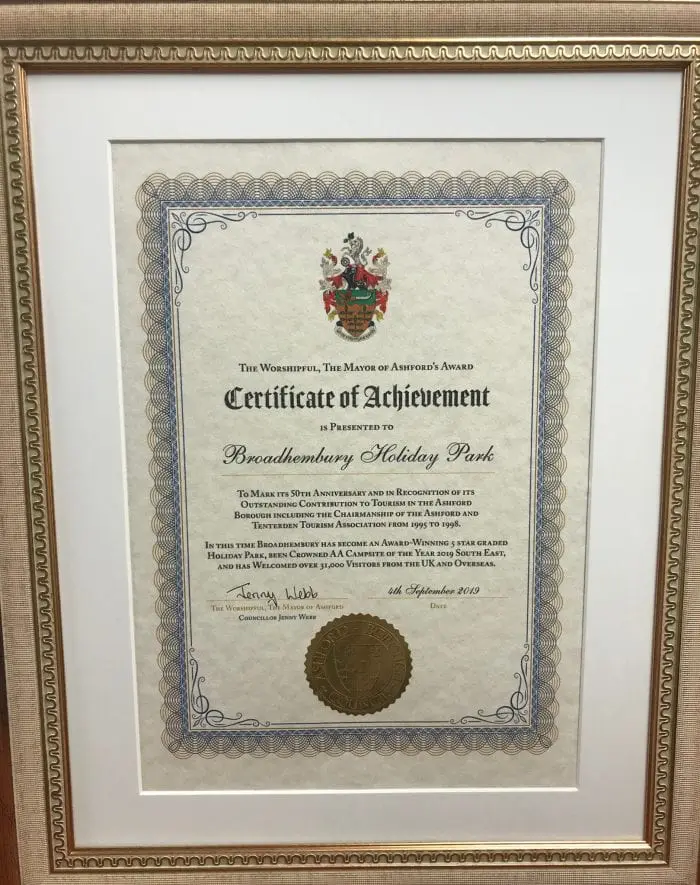 The Worshipful, The Mayor of Ashford's Award
Certificate of Achievement
is Presented to
Broadhembury Holiday Park
To Mark its 50th Anniversary and in Recognition of its
Outstanding Contribution to Tourism in the Ashford
Borough including the Chairmanship of the Ashford and
Tenterden Tourism Association from 1995 to 1998.
In this time Broadhembury has become an Award-Winning 5 star graded
Holiday Park, been Crowned AA Campsite of the Year 2019 South East,
and has Welcomed over 31,000 Visitors from the UK and Overseas.
Jenny Webb
4th September 2019
The Worshipful, The Mayor of Ashford
Date
Councillor Jenny Webb